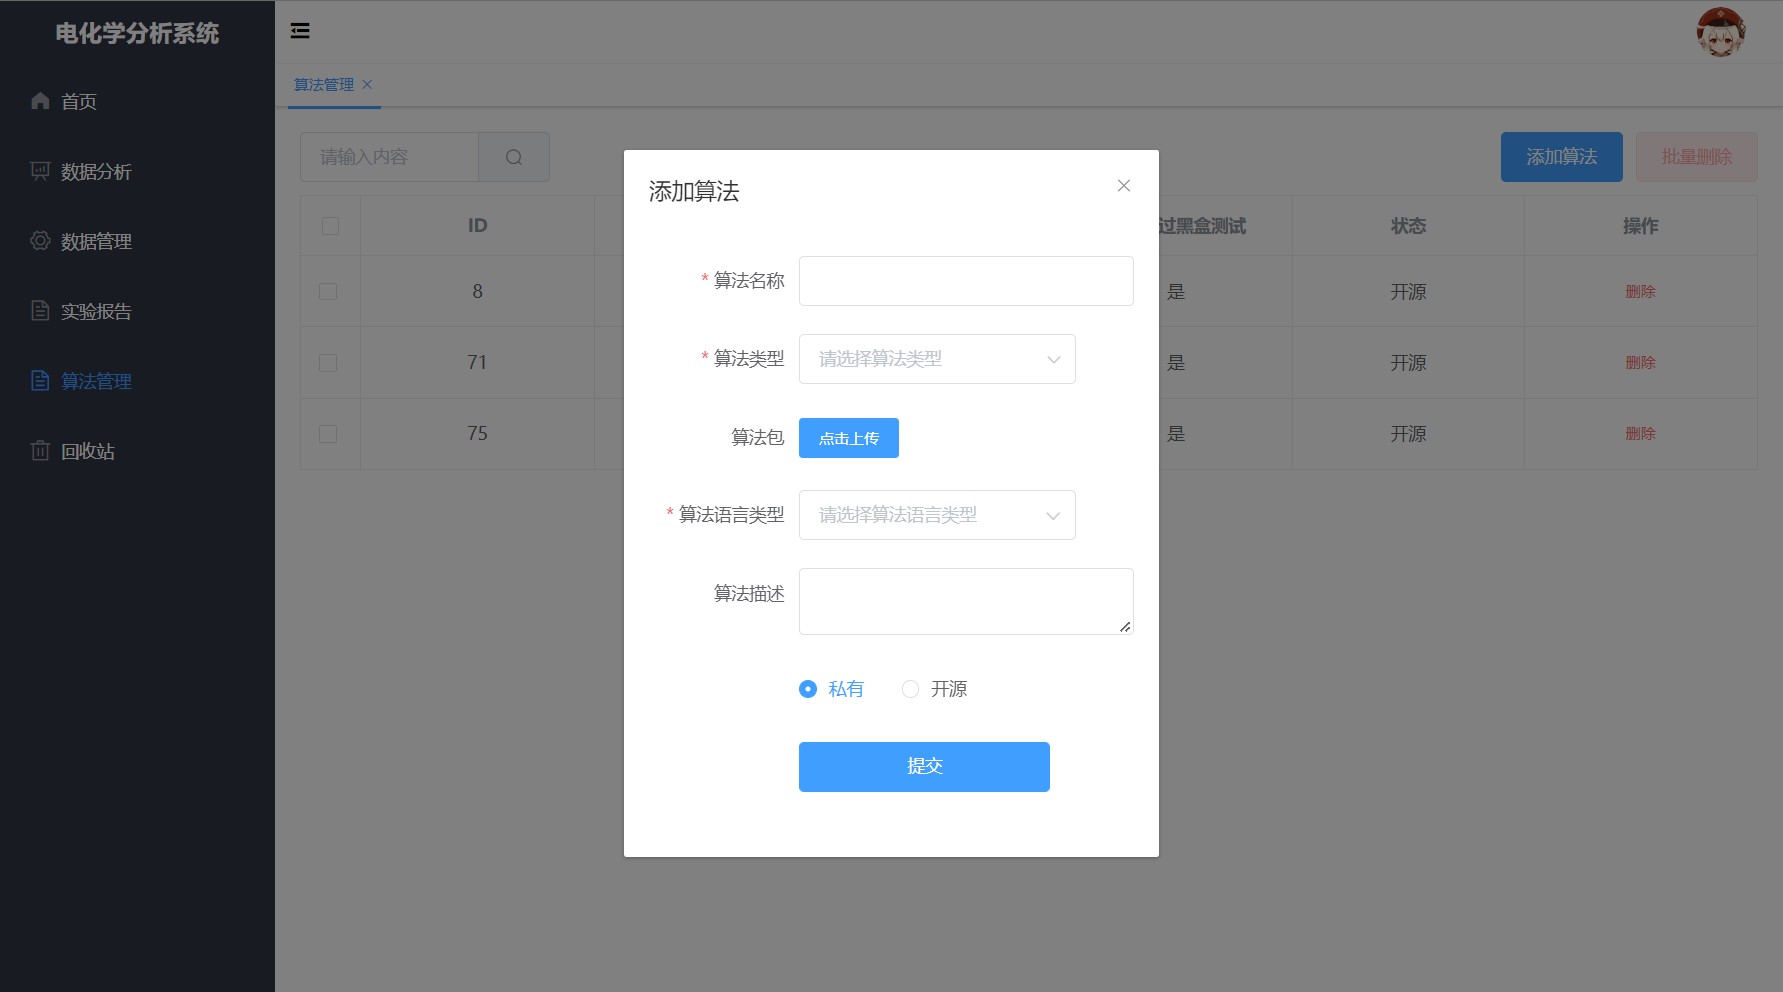 电化学分析系统
首页
数据分析
数据管理
实验报告
算法管理
回收站
算法管理
请输入内容
添加算法
批量删除
ID
过黑盒测试
状态
操作
8
是
开源
删除
71
是
开源
删除
75
是
开源
删除
添加算法
* 算法名称
* 算法类型
请选择算法类型
算法包
点击上传
* 算法语言类型
请选择算法语言类型
算法描述
私有
开源
提交